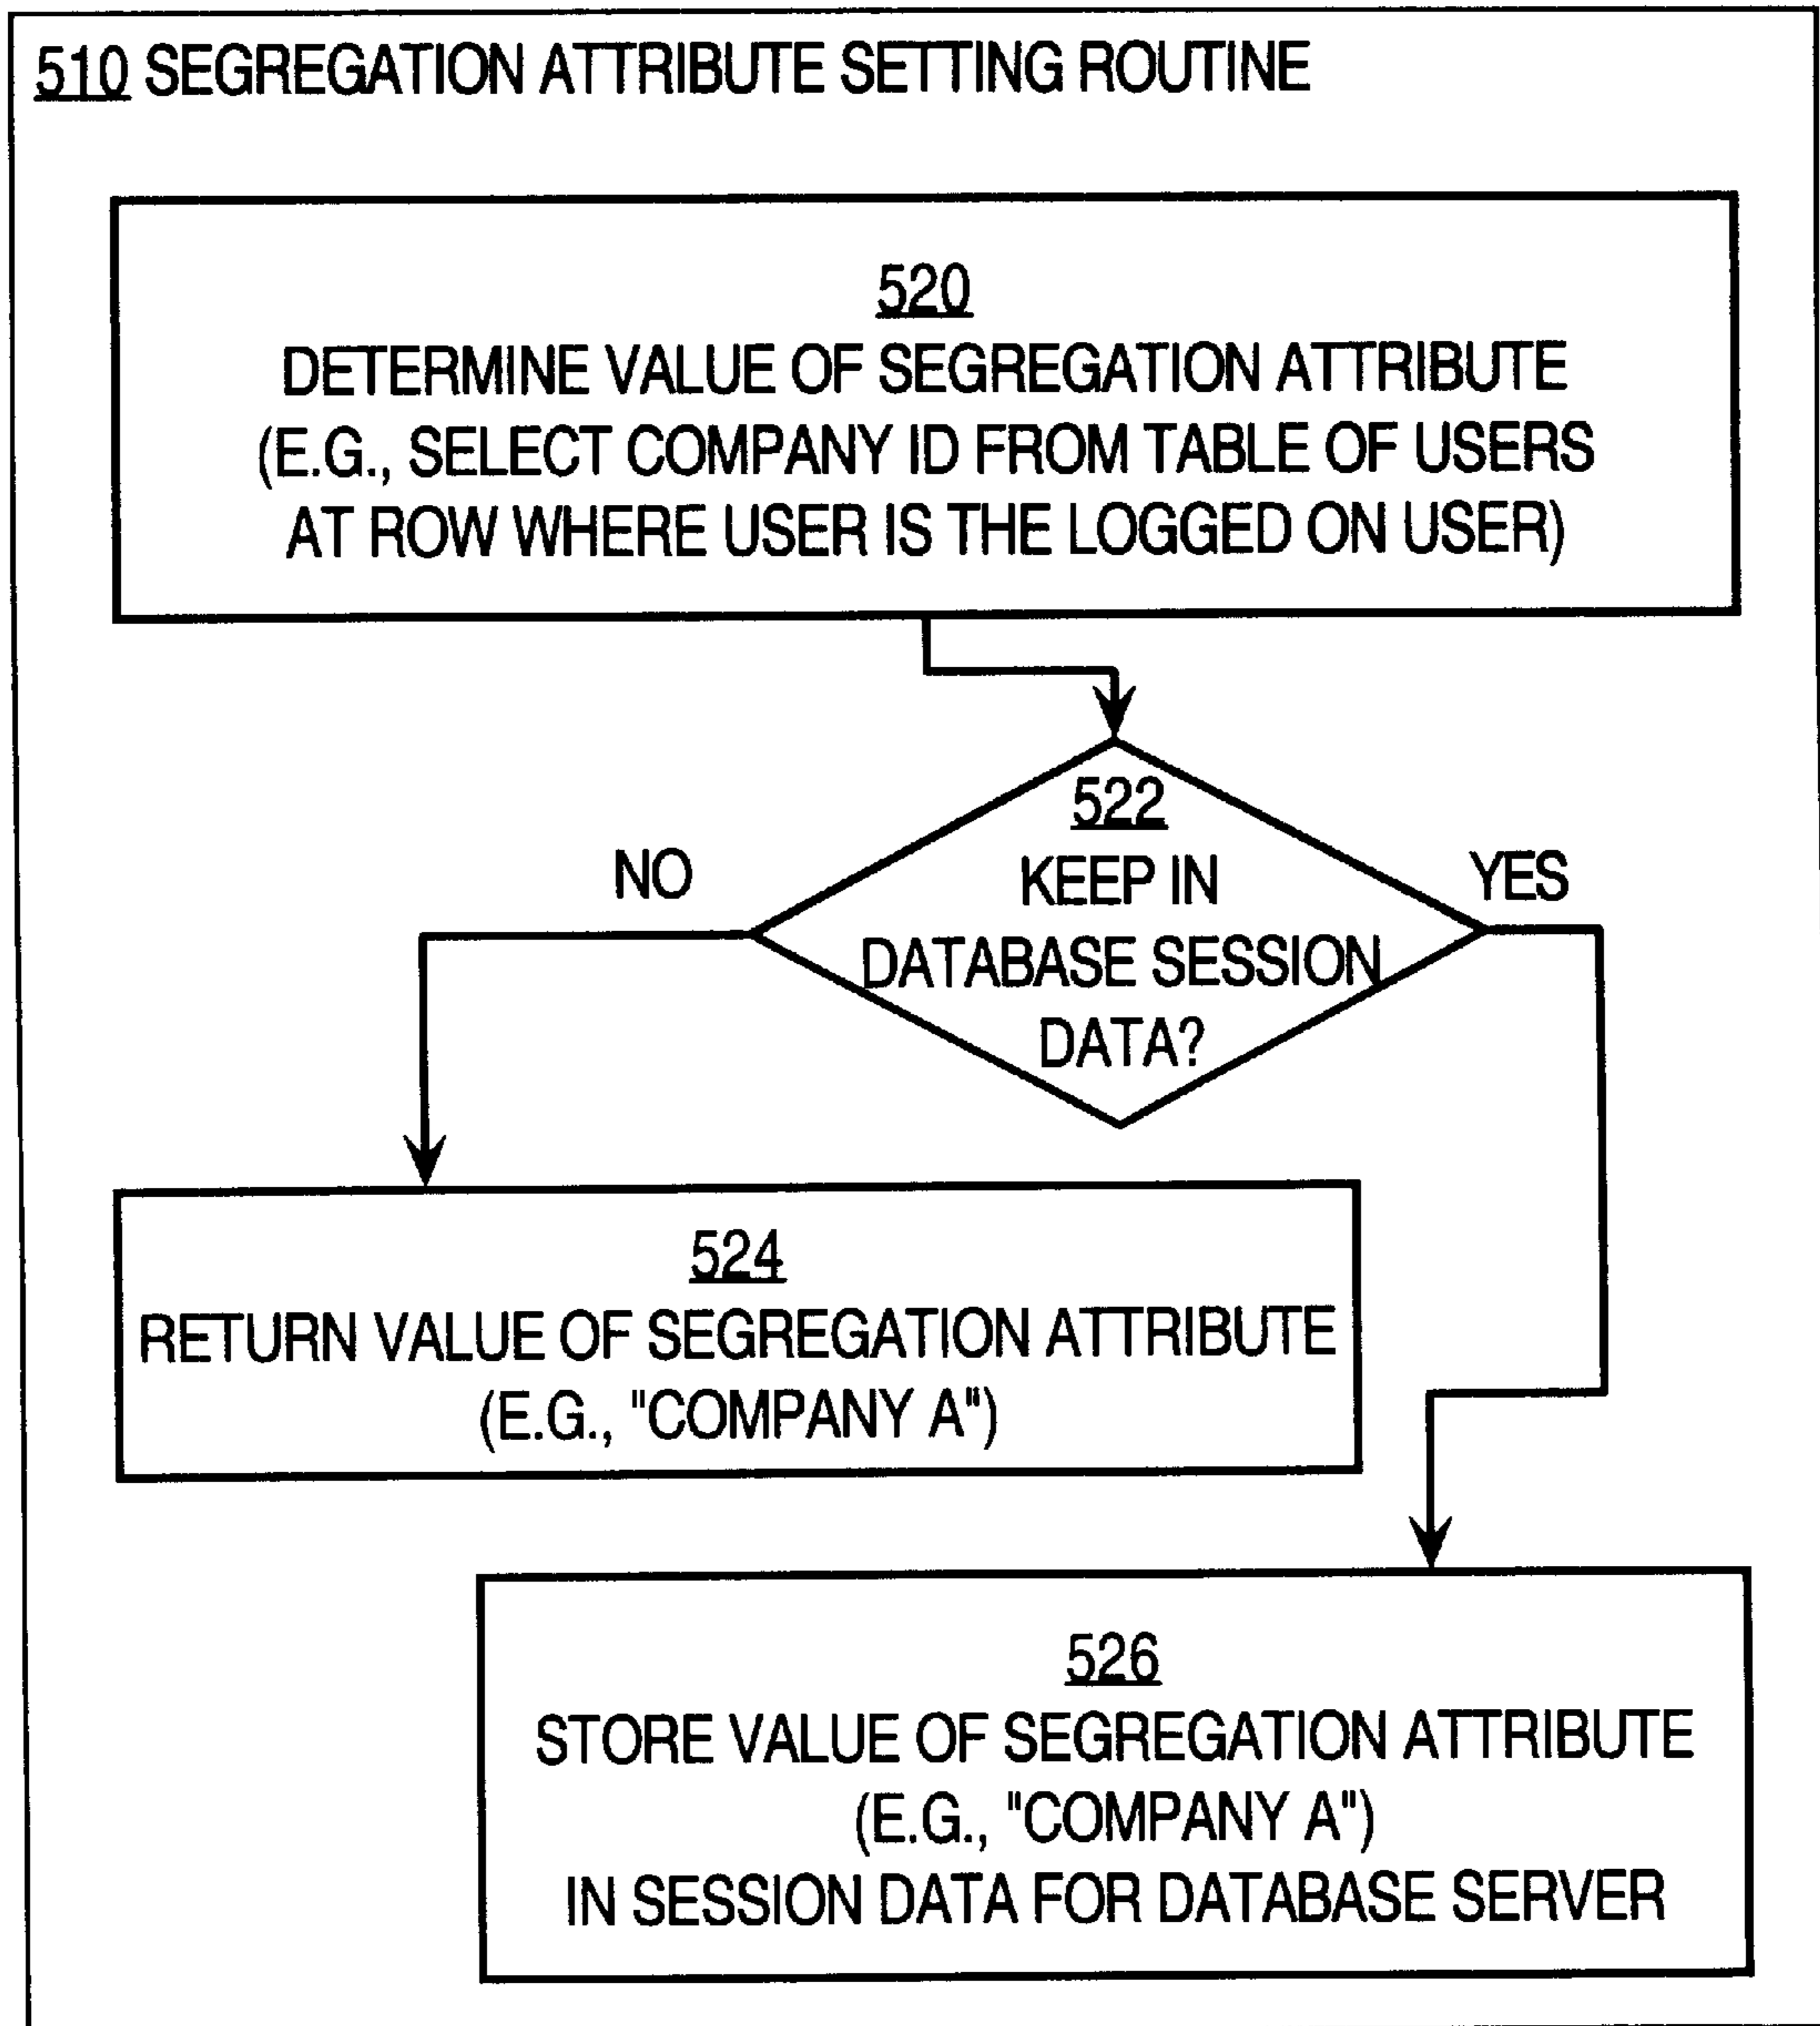 510 SEGREGATION ATTRIBUTE SETTING ROUTINE
520
DETERMINE VALUE OF SEGREGATION ATTRIBUTE
(E.G., SELECT COMPANY ID FROM TABLE OF USERS
AT ROW WHERE USER IS THE LOGGED ON USER)
522
KEEP IN
DATABASE SESSION
DATA?
NO
YES
524
RETURN VALUE OF SEGREGATION ATTRIBUTE
(E.G., "COMPANY A")
526
STORE VALUE OF SEGREGATION ATTRIBUTE
(E.G., "COMPANY A")
IN SESSION DATA FOR DATABASE SERVER